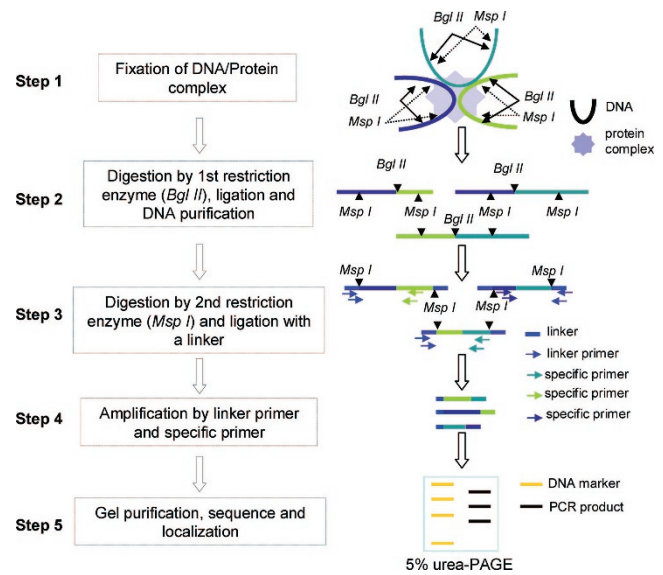 Step 1
Fixation of DNA/Protein
complex
Bgl II Msp I
Bgl II
Msp I
Bgl II
Msp I
DNA
protein
complex
Step 2
Digestion by 1st restriction
enzyme (Bgl II), ligation and
DNA purification
Bgl II
Bgl II
Msp I Msp I
Msp I Msp I
Bgl II
Step 3
Digestion by 2nd restriction
enzyme (Msp I) and ligation with
a linker
Msp I
Msp I
Msp I
Msp I
linker
linker primer
specific primer
specific primer
specific primer
Step 4
Amplification by linker primer
and specific primer
Step 5
Gel purification, sequence and
localization
DNA marker
PCR product
5% urea-PAGE